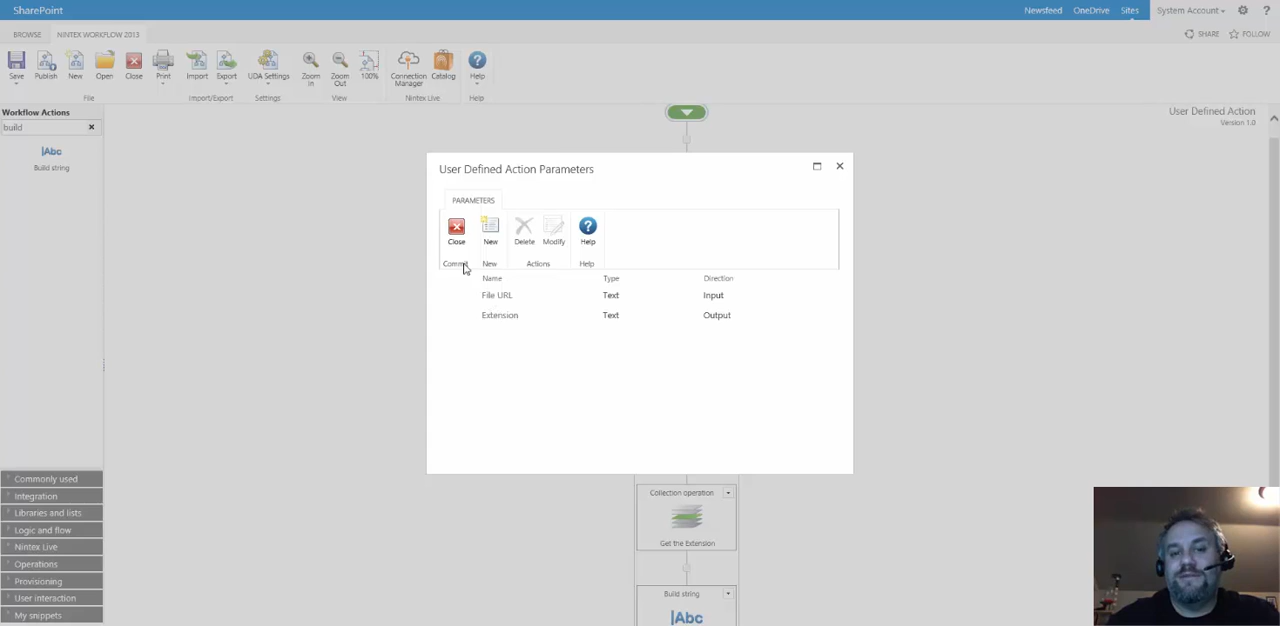 SharePoint
Newsfeed OneDrive Sites System Account ?
BROWSE NINTEX WORKFLOW 2013
SHARE FOLLOW
Save Publish New Open Close Print Import Export UDA Settings Zoom In Zoom Out 100% Connection Manager Catalog Help
File Import/Export Settings View Nintex Live Help
Workflow Actions
build
Abc
Build string
User Defined Action
Version 1.0
User Defined Action Parameters
PARAMETERS
Close New Delete Modify Help
Commit New Actions Help
Name Type Direction
File URL Text Input
Extension Text Output
Collection operation
Get the Extension
Build string
Abc
Commonly used
Integration
Libraries and lists
Logic and flow
Nintex Live
Operations
Provisioning
User interaction
My snippets